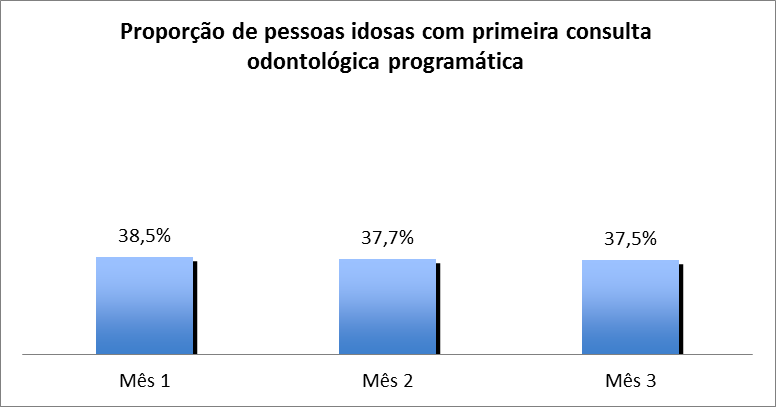 Proporção de pessoas idosas com primeira consulta
odontológica programática
38,5%
37,7%
37,5%
Mês 1
Mês 2
Mês 3